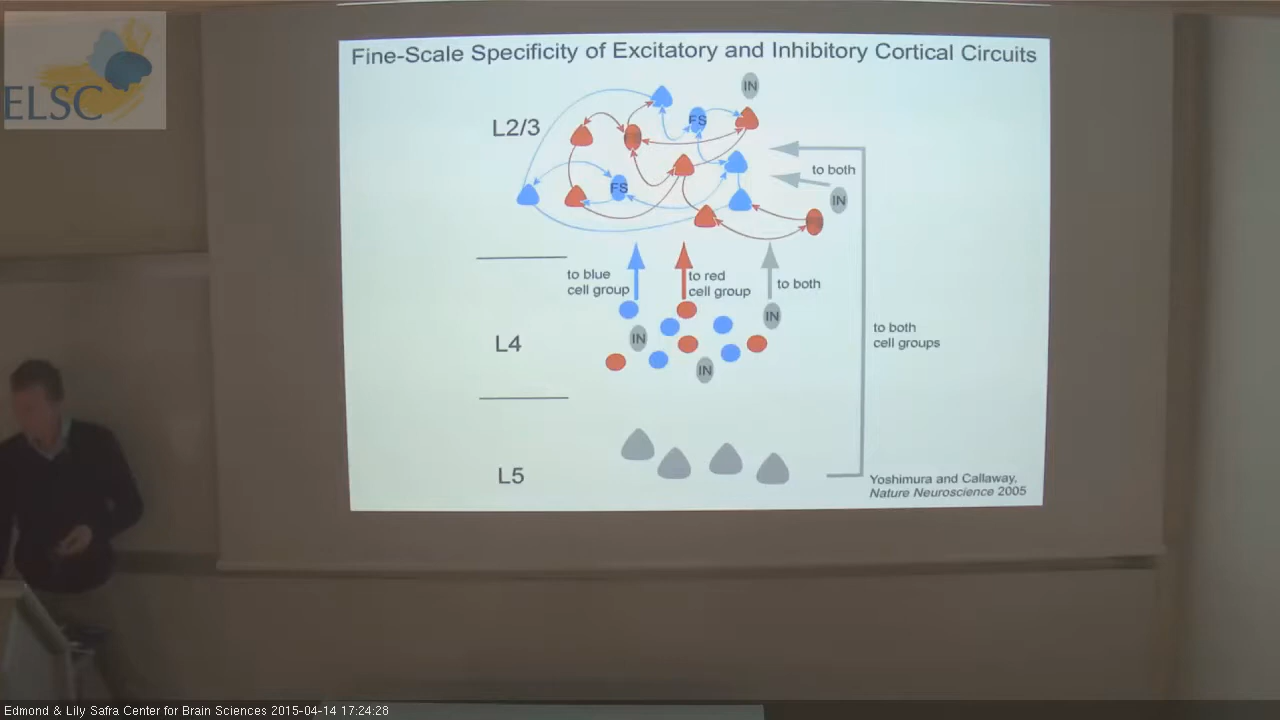 ELSC
Fine-Scale Specificity of Excitatory and Inhibitory Cortical Circuits
IN
FS
L2/3
to both
FS
IN
to blue
cell group
to red
cell group
to both
IN
IN
to both
cell groups
L4
IN
L5
Yoshimura and Callaway,
Nature Neuroscience 2005
Edmond & Lily Safra Center for Brain Sciences 2015-04-14 17:24:28